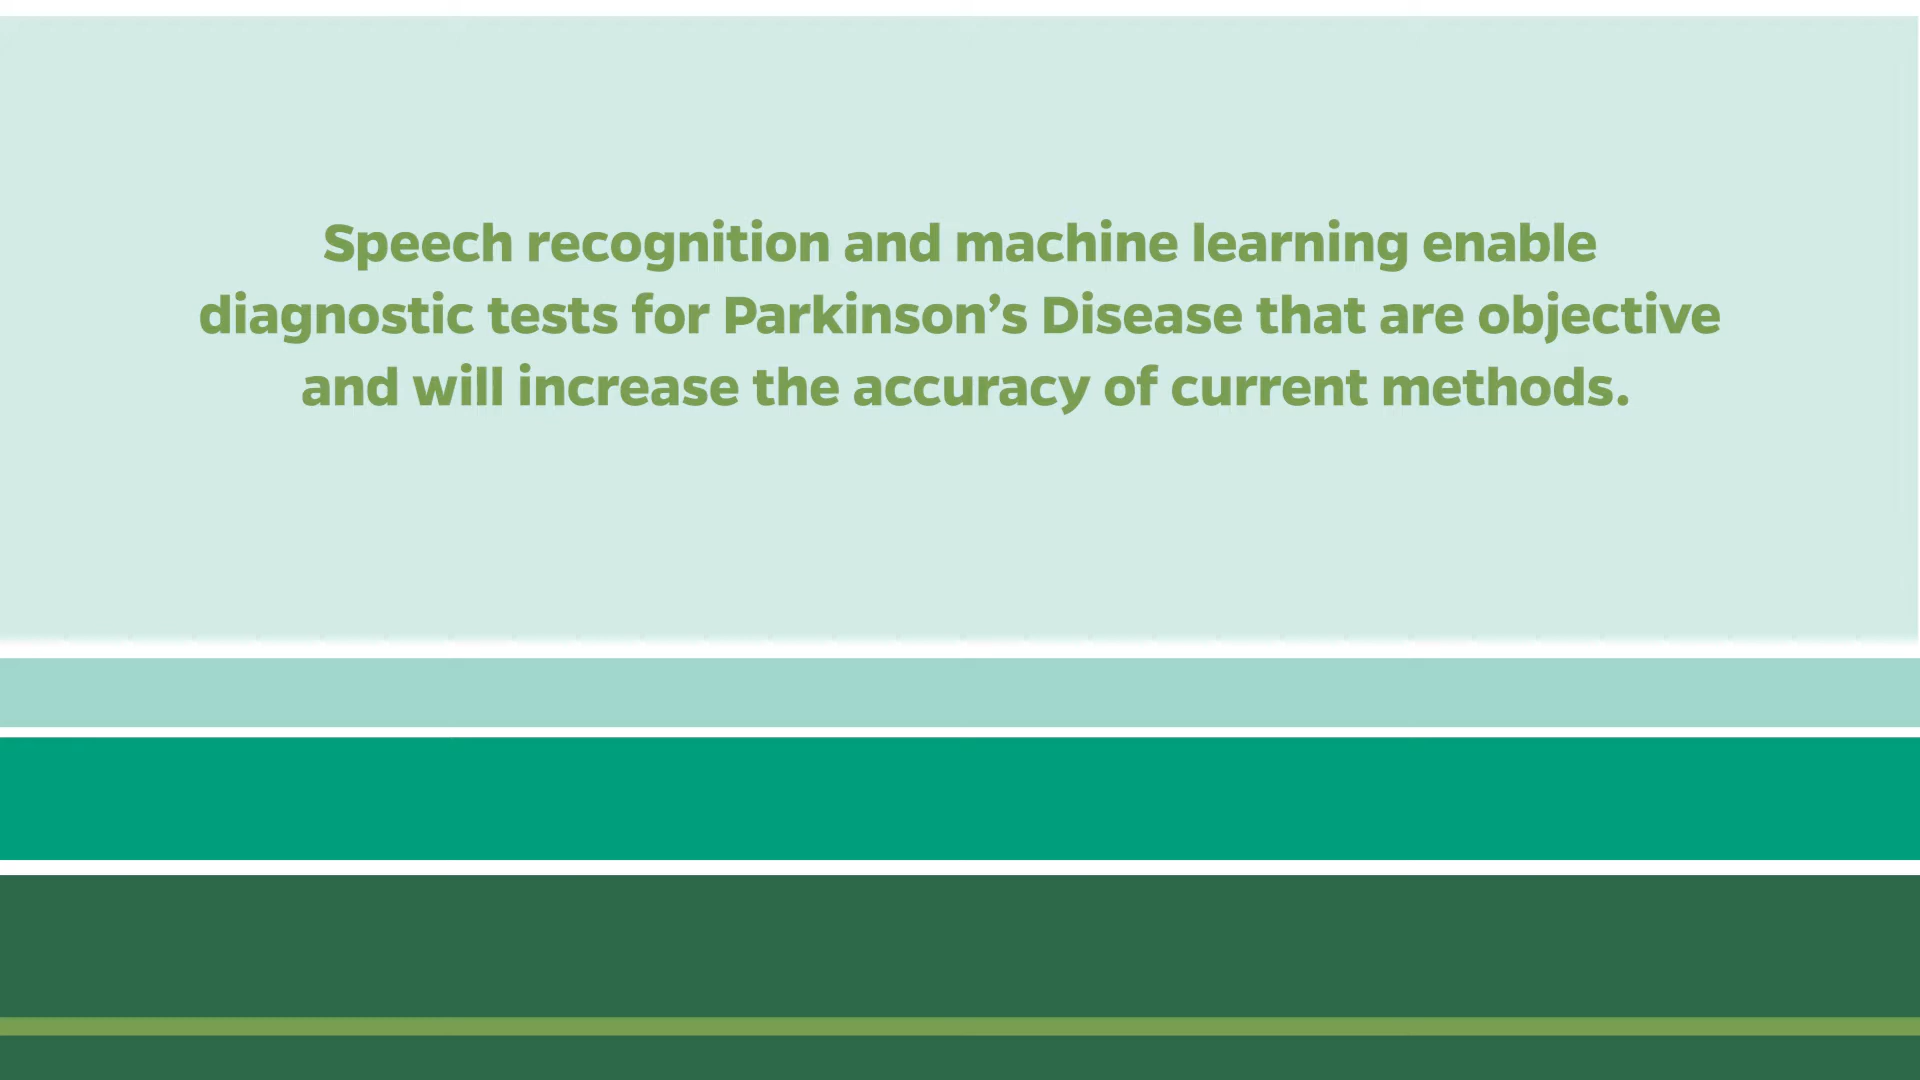 Speech recognition and machine learning enable
diagnostic tests for Parkinson’s Disease that are objective
and will increase the accuracy of current methods.